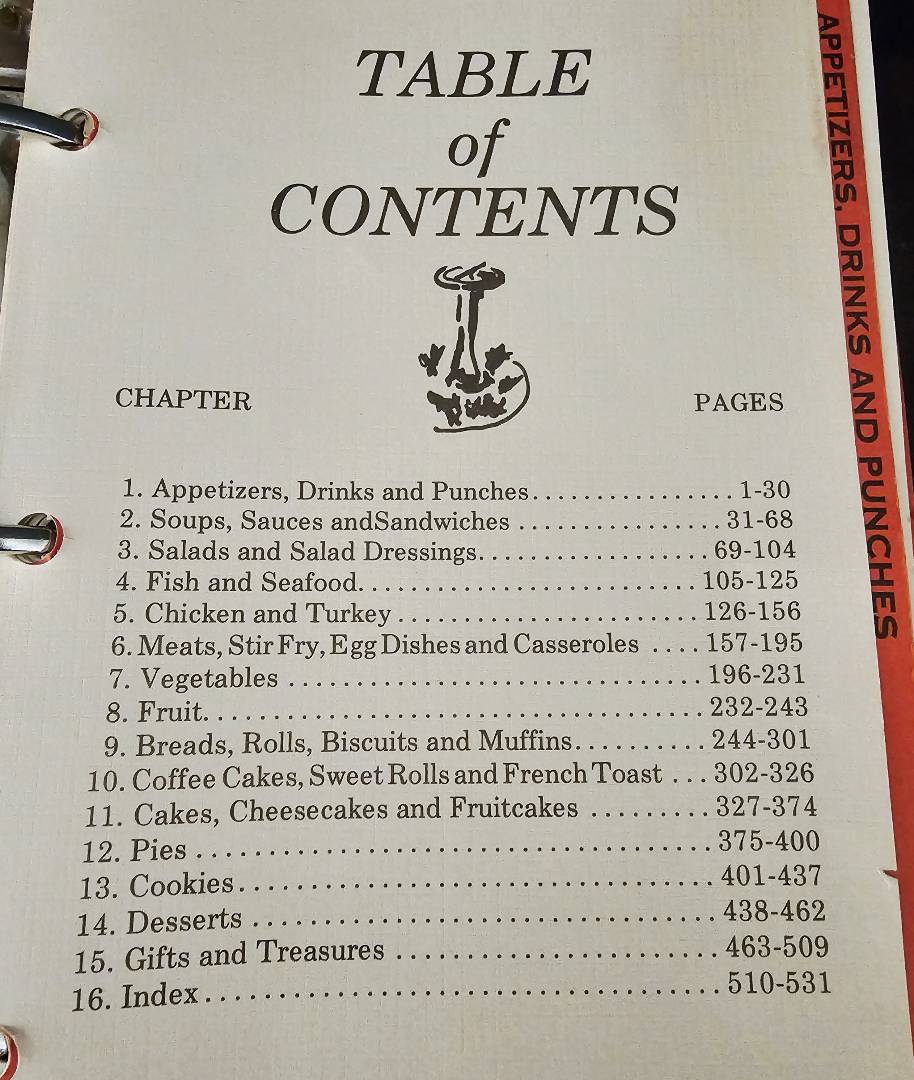 TABLE
of
CONTENTS
CHAPTER PAGES
1. Appetizers, Drinks and Punches................. 1-30
2. Soups, Sauces andSandwiches ................. 31-68
3. Salads and Salad Dressings.................... 69-104
4. Fish and Seafood............................. 105-125
5. Chicken and Turkey .......................... 126-156
6. Meats, Stir Fry, Egg Dishes and Casseroles .... 157-195
7. Vegetables ................................... 196-231
8. Fruit.......................................... 232-243
9. Breads, Rolls, Biscuits and Muffins........... 244-301
10. Coffee Cakes, Sweet Rolls and French Toast ... 302-326
11. Cakes, Cheesecakes and Fruitcakes .......... 327-374
12. Pies ............................................ 375-400
13. Cookies........................................ 401-437
14. Desserts ....................................... 438-462
15. Gifts and Treasures ........................... 463-509
16. Index........................................... 510-531
APPETIZERS, DRINKS AND PUNCHES